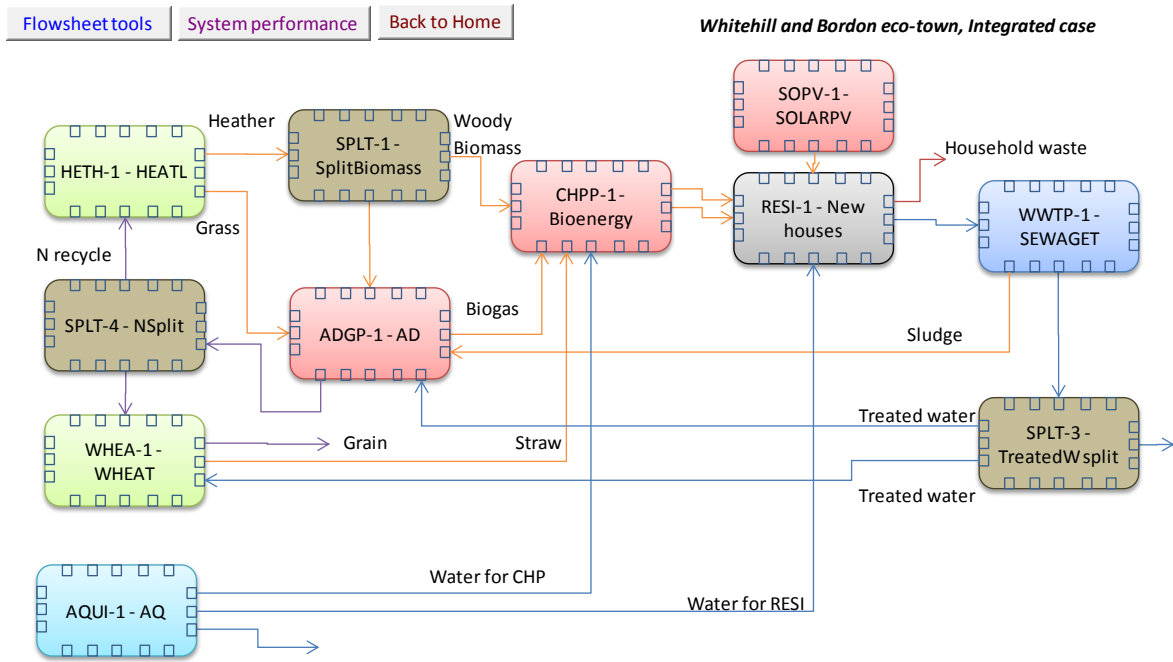 Flowsheet tools
System performance
Back to Home
Whitehill and Bordon eco-town, Integrated case
SOPV-1 -
SOLARPV
Heather
Woody
Biomass
SPLT-1 -
SplitBiomass
HETH-1 - HEATL
Household waste
CHPP-1 -
Bioenergy
RESI-1 - New
houses
WWTP-1 -
SEWAGET
Grass
N recycle
SPLT-4 - NSplit
ADGP-1 - AD
Biogas
Sludge
Treated water
SPLT-3 -
TreatedWsplit
WHEA-1 -
WHEAT
Grain
Straw
Treated water
Water for CHP
Water for RESI
AQUI-1 - AQ